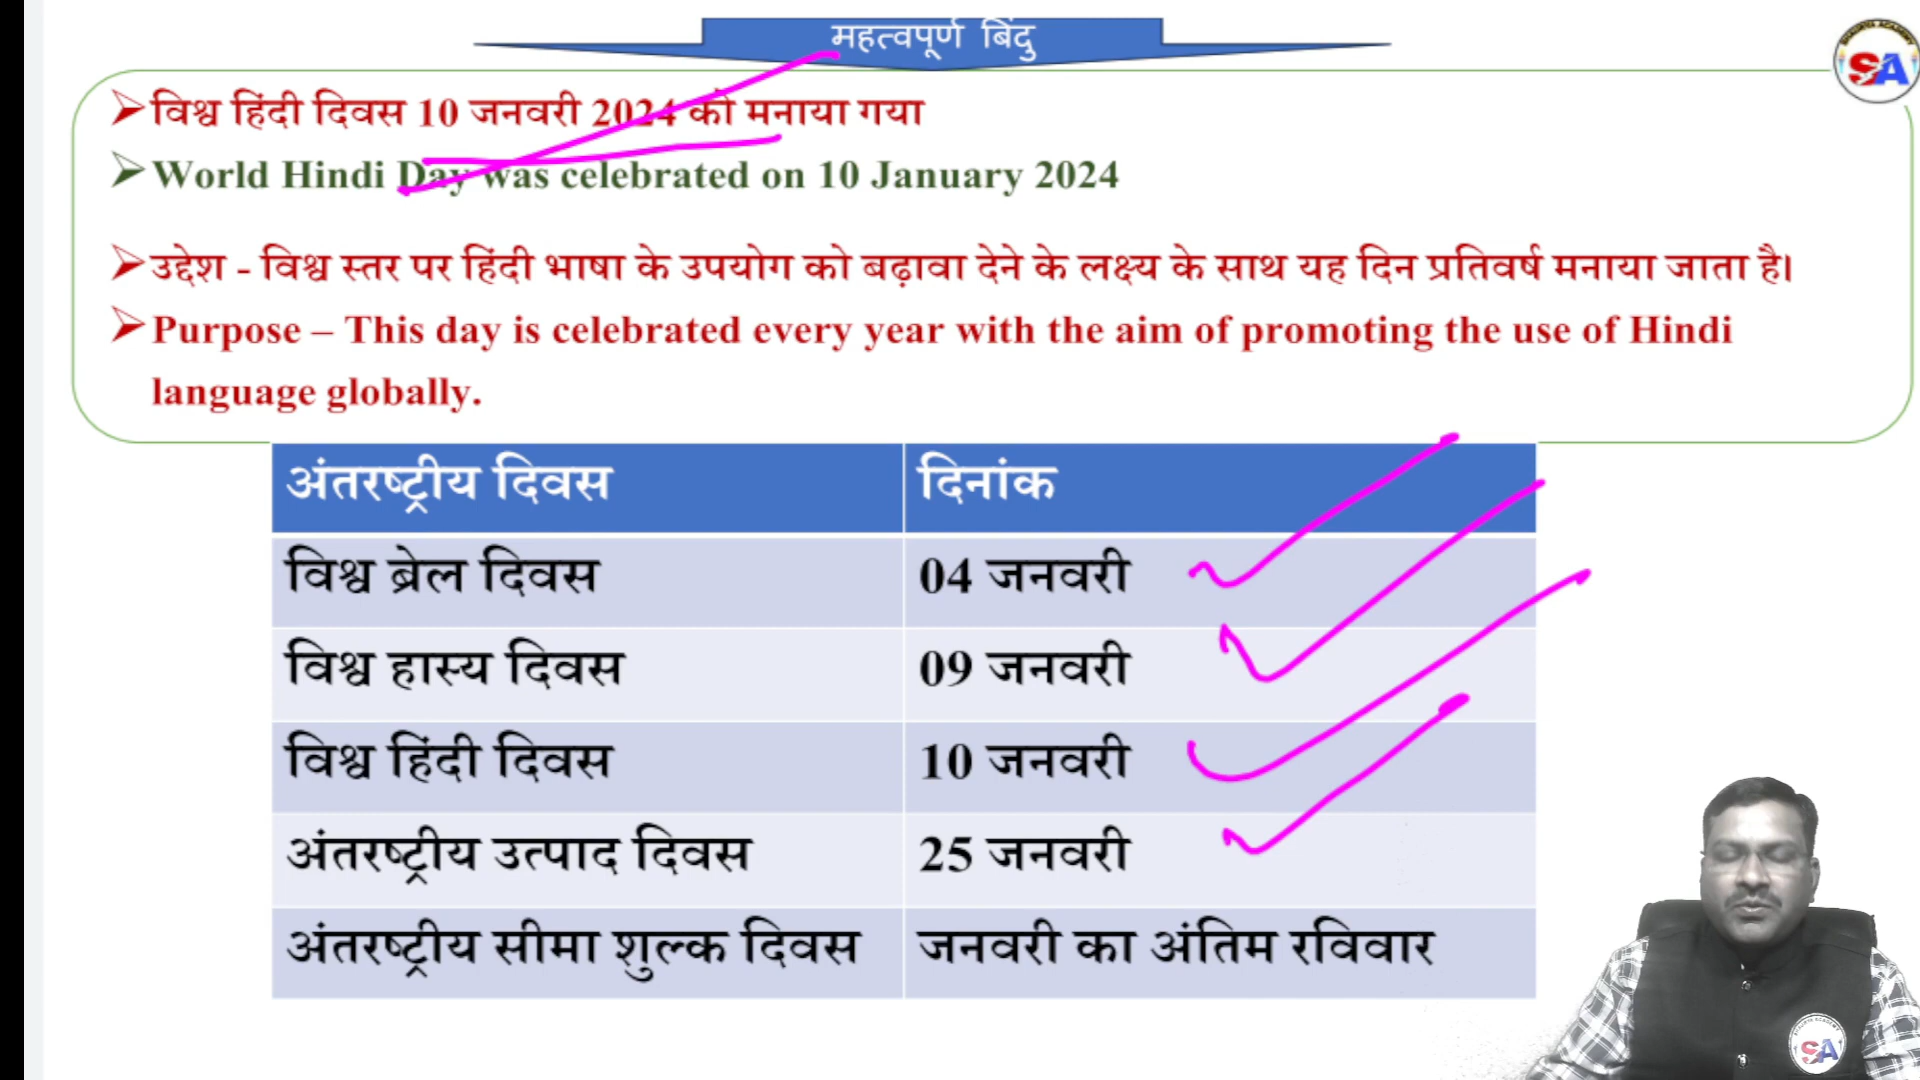 महत्वपूर्ण बिंदु
SA
विश्व हिंदी दिवस 10 जनवरी 2024 को मनाया गया
World Hindi Day was celebrated on 10 January 2024
उद्देश - विश्व स्तर पर हिंदी भाषा के उपयोग को बढ़ावा देने के लक्ष्य के साथ यह दिन प्रतिवर्ष मनाया जाता है।
Purpose – This day is celebrated every year with the aim of promoting the use of Hindi
language globally.
अंतरष्ट्रीय दिवस दिनांक
विश्व ब्रेल दिवस 04 जनवरी
विश्व हास्य दिवस 09 जनवरी
विश्व हिंदी दिवस 10 जनवरी
अंतरष्ट्रीय उत्पाद दिवस 25 जनवरी
अंतरष्ट्रीय सीमा शुल्क दिवस जनवरी का अंतिम रविवार
SA